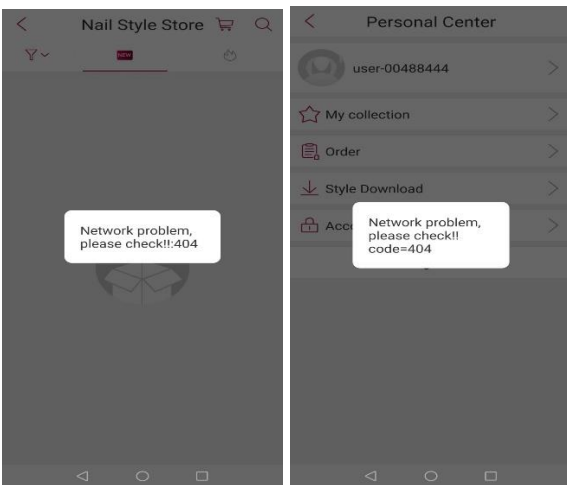 Nail Style Store
NEW
Network problem,
please check!!:404
Personal Center
user-00488444
My collection
Order
Style Download
Acc
Network problem,
please check!!
code=404